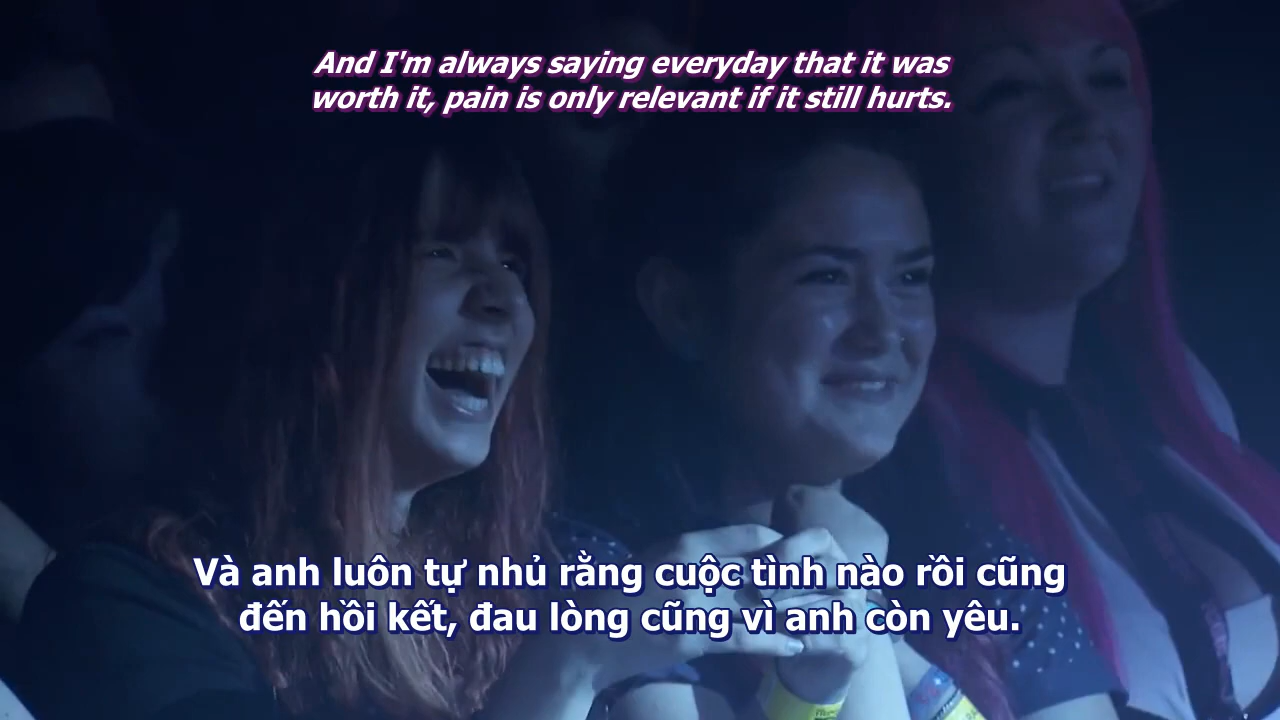 And I'm always saying everyday that it was
worth it, pain is only relevant if it still hurts.
Và anh luôn tự nhủ rằng cuộc tình nào rồi cũng
đến hồi kết, đau lòng cũng vì anh còn yêu.